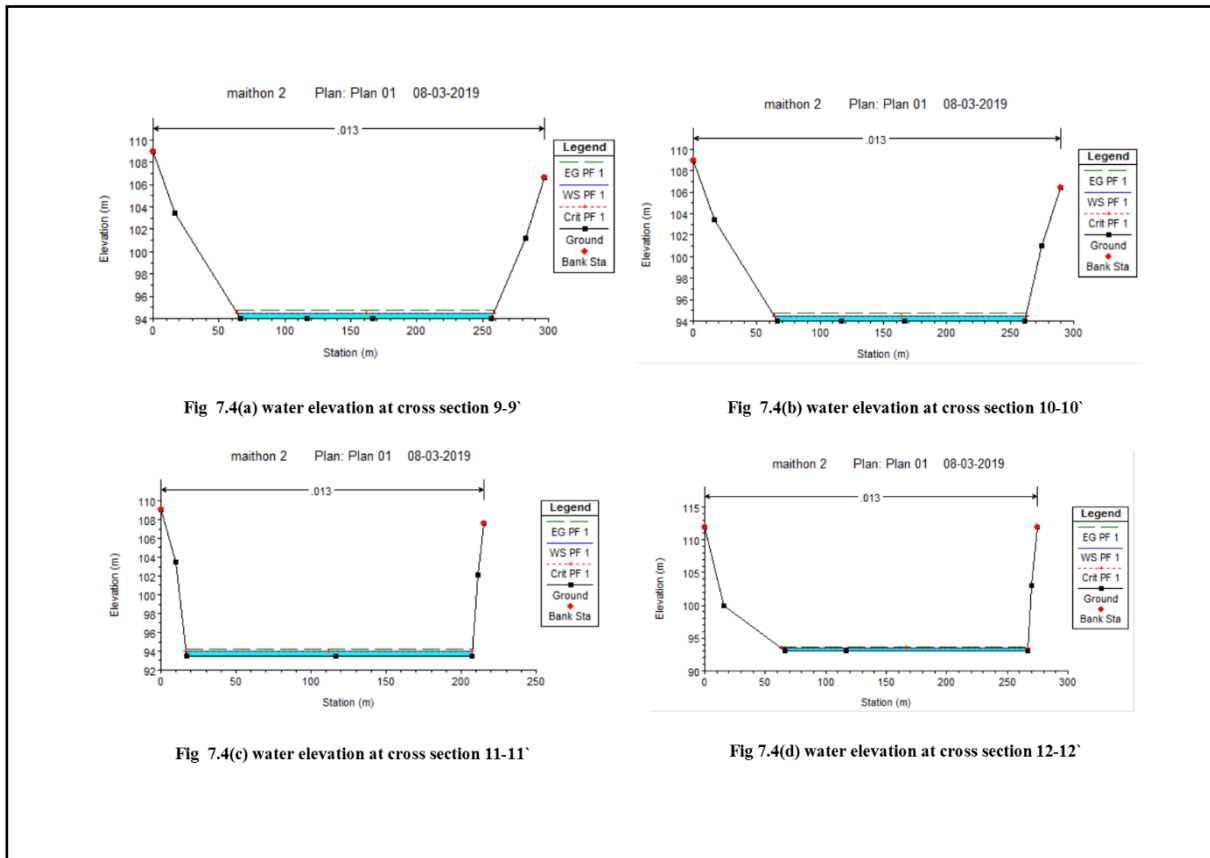 maithon 2 Plan: Plan 01 08-03-2019
.013
Elevation (m)
110
108
106
104
102
100
98
96
94
0 50 100 150 200 250 300
Station (m)
Legend
EG PF 1
WS PF 1
Crit PF 1
Ground
Bank Sta
Fig 7.4(a) water elevation at cross section 9-9`
maithon 2 Plan: Plan 01 08-03-2019
.013
Elevation (m)
110
108
106
104
102
100
98
96
94
0 50 100 150 200 250 300
Station (m)
Legend
EG PF 1
WS PF 1
Crit PF 1
Ground
Bank Sta
Fig 7.4(b) water elevation at cross section 10-10`
maithon 2 Plan: Plan 01 08-03-2019
.013
Elevation (m)
110
108
106
104
102
100
98
96
94
92
0 50 100 150 200 250
Station (m)
Legend
EG PF 1
WS PF 1
Crit PF 1
Ground
Bank Sta
Fig 7.4(c) water elevation at cross section 11-11`
maithon 2 Plan: Plan 01 08-03-2019
.013
Elevation (m)
115
110
105
100
95
90
0 50 100 150 200 250 300
Station (m)
Legend
EG PF 1
WS PF 1
Crit PF 1
Ground
Bank Sta
Fig 7.4(d) water elevation at cross section 12-12`